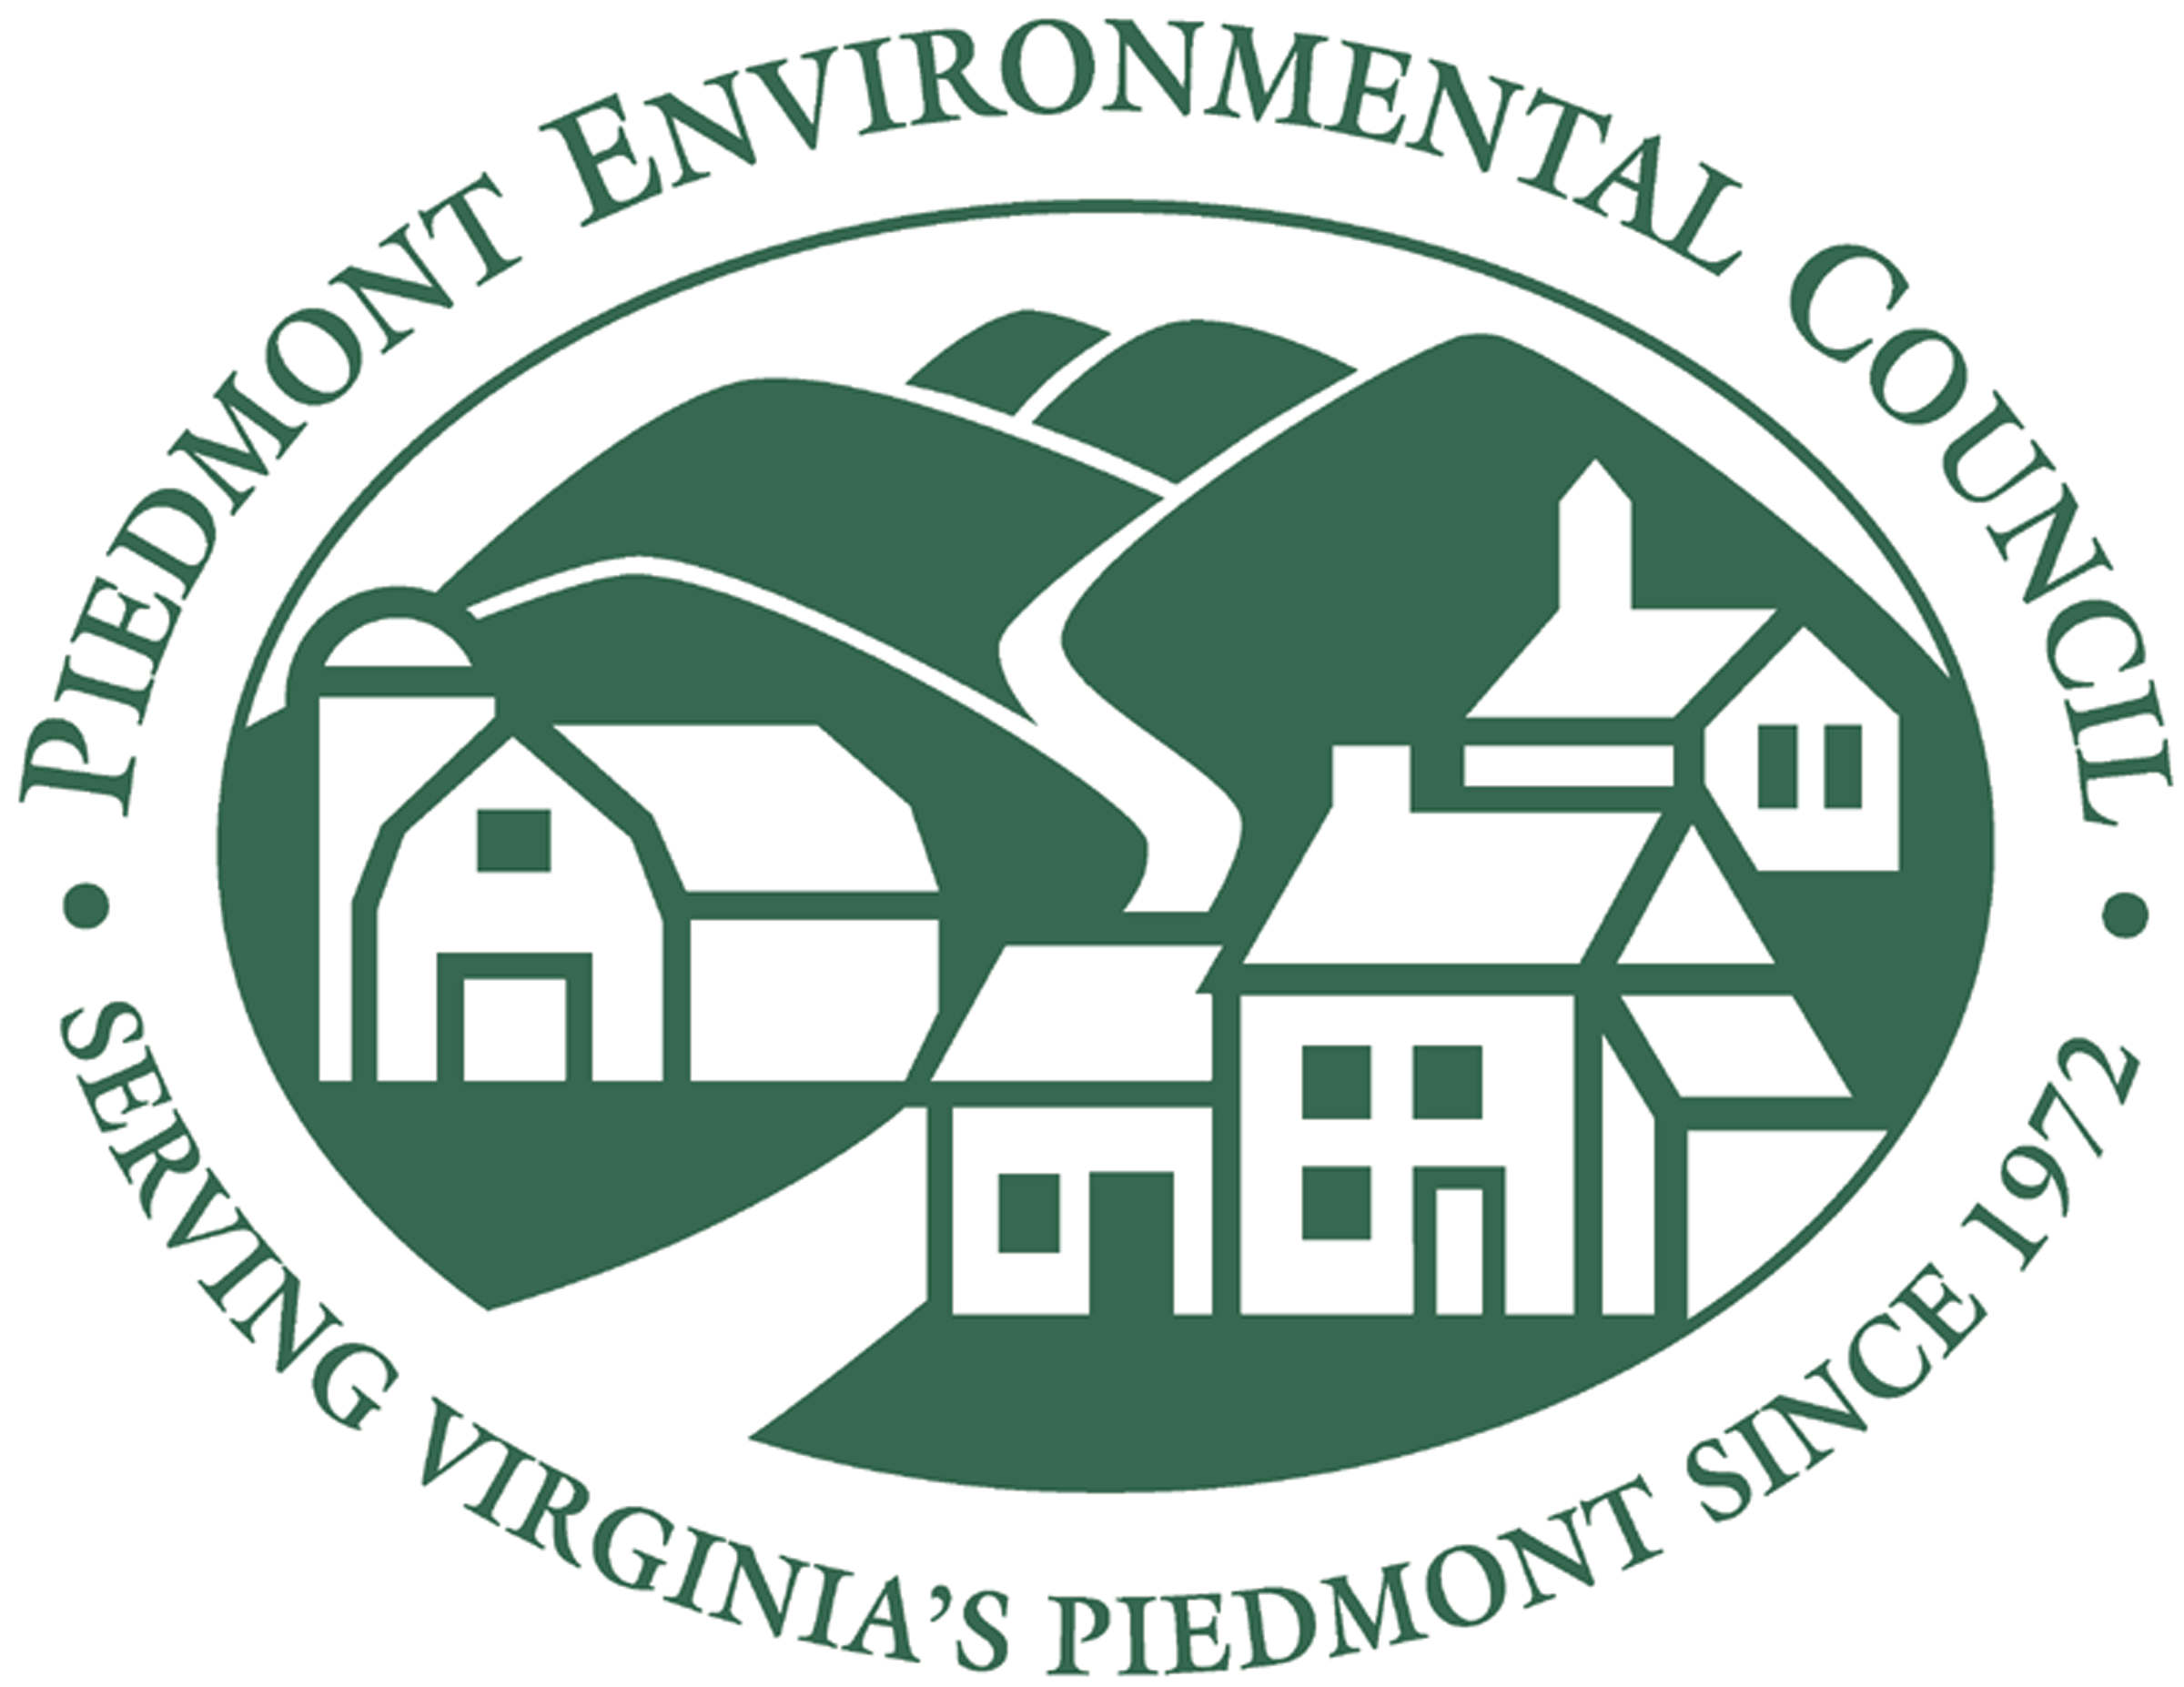 PIEDMONT ENVIRONMENTAL COUNCIL
• SERVING VIRGINIA’S PIEDMONT SINCE 1972 •